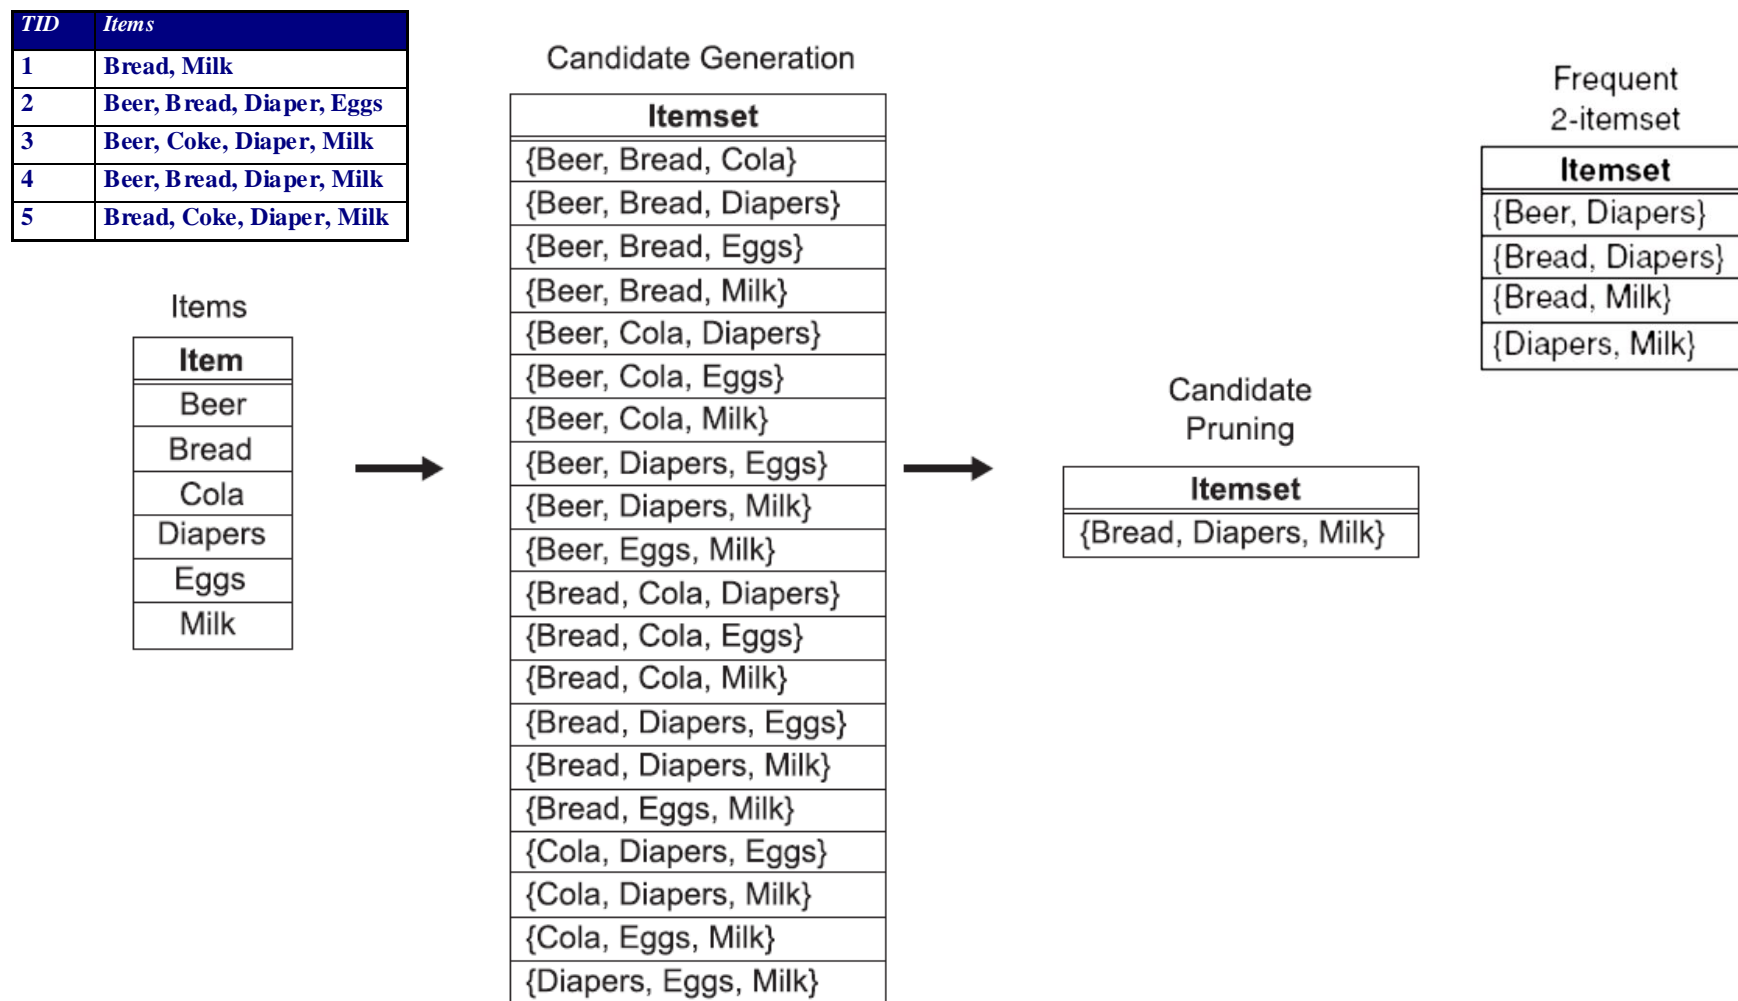 TID Items
1 Bread, Milk
2 Beer, Bread, Diaper, Eggs
3 Beer, Coke, Diaper, Milk
4 Beer, Bread, Diaper, Milk
5 Bread, Coke, Diaper, Milk
Items
Item
Beer
Bread
Cola
Diapers
Eggs
Milk
Candidate Generation
Itemset
{Beer, Bread, Cola}
{Beer, Bread, Diapers}
{Beer, Bread, Eggs}
{Beer, Bread, Milk}
{Beer, Cola, Diapers}
{Beer, Cola, Eggs}
{Beer, Cola, Milk}
{Beer, Diapers, Eggs}
{Beer, Diapers, Milk}
{Beer, Eggs, Milk}
{Bread, Cola, Diapers}
{Bread, Cola, Eggs}
{Bread, Cola, Milk}
{Bread, Diapers, Eggs}
{Bread, Diapers, Milk}
{Bread, Eggs, Milk}
{Cola, Diapers, Eggs}
{Cola, Diapers, Milk}
{Cola, Eggs, Milk}
{Diapers, Eggs, Milk}
Candidate
Pruning
Itemset
{Bread, Diapers, Milk}
Frequent
2-itemset
Itemset
{Beer, Diapers}
{Bread, Diapers}
{Bread, Milk}
{Diapers, Milk}